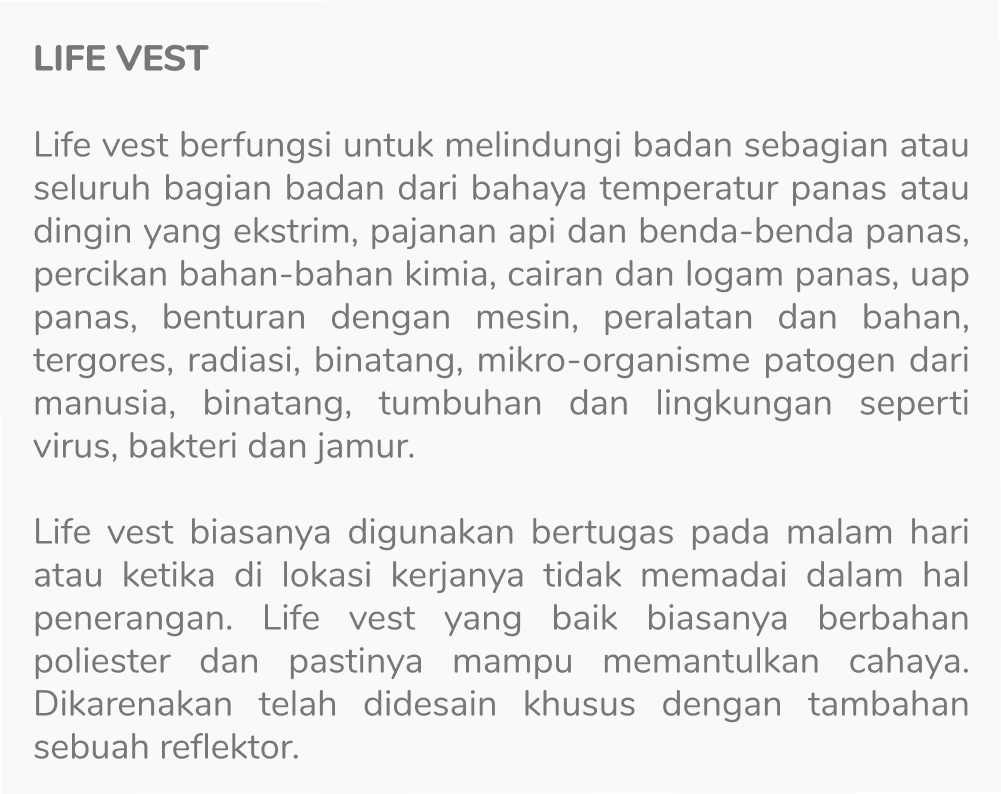 LIFE VEST
Life vest berfungsi untuk melindungi badan sebagian atau
seluruh bagian badan dari bahaya temperatur panas atau
dingin yang ekstrim, pajanan api dan benda-benda panas,
percikan bahan-bahan kimia, cairan dan logam panas, uap
panas, benturan dengan mesin, peralatan dan bahan,
tergores, radiasi, binatang, mikro-organisme patogen dari
manusia, binatang, tumbuhan dan lingkungan seperti
virus, bakteri dan jamur.
Life vest biasanya digunakan bertugas pada malam hari
atau ketika di lokasi kerjanya tidak memadai dalam hal
penerangan. Life vest yang baik biasanya berbahan
poliester dan pastinya mampu memantulkan cahaya.
Dikarenakan telah didesain khusus dengan tambahan
sebuah reflektor.